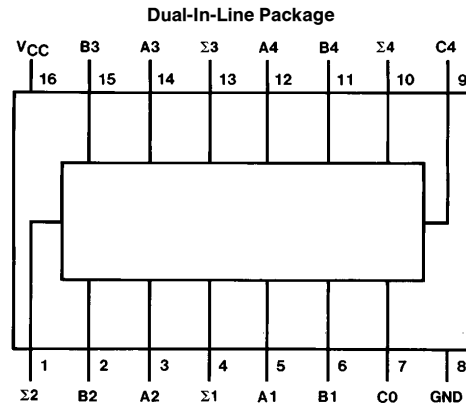 Dual-In-Line Package
VCC B3 A3 Σ3 A4 B4 Σ4 C4
16 15 14 13 12 11 10 9
1 2 3 4 5 6 7 8
Σ2 B2 A2 Σ1 A1 B1 C0 GND